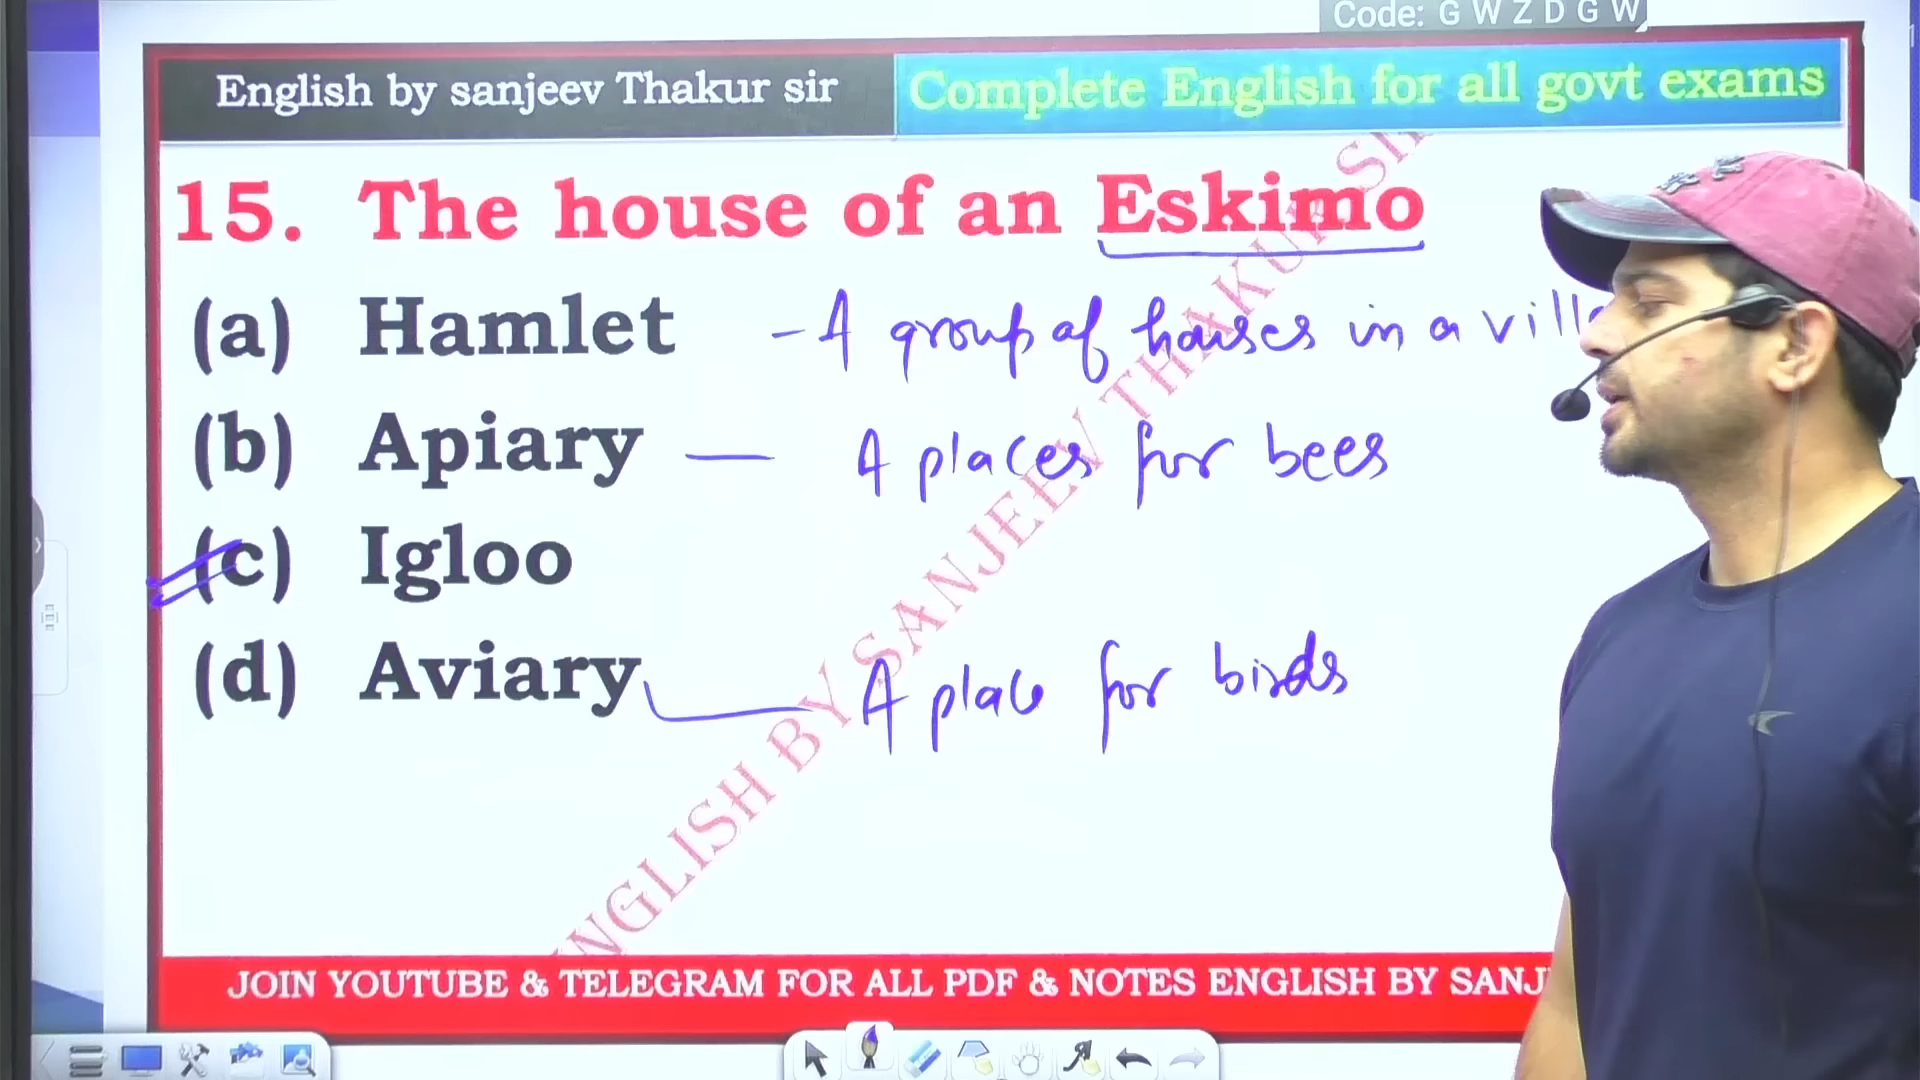 Code: G W Z D G W
English by sanjeev Thakur sir
Complete English for all govt exams
15. The house of an Eskimo
(a) Hamlet - A group of houses in a villa
(b) Apiary — A places for bees
(c) Igloo
(d) Aviary A place for birds
ENGLISH BY SANJEEV THAKUR SIR
JOIN YOUTUBE & TELEGRAM FOR ALL PDF & NOTES ENGLISH BY SANJ